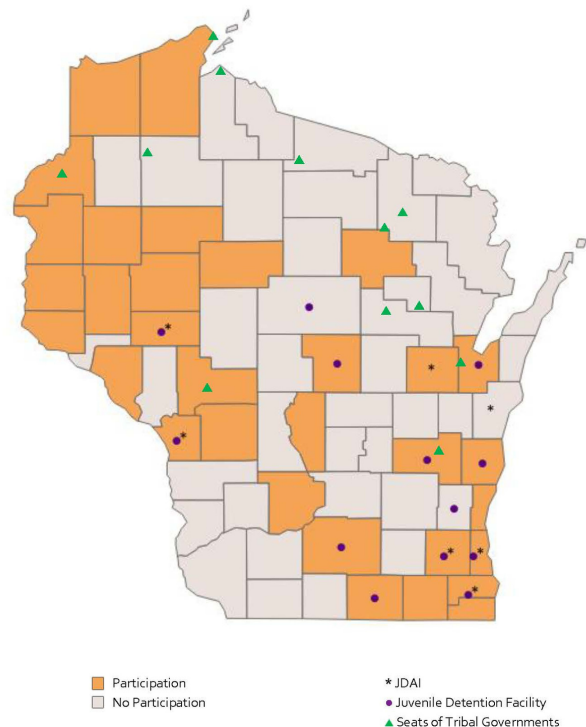 Participation
No Participation
* JDAI
Juvenile Detention Facility
Seats of Tribal Governments